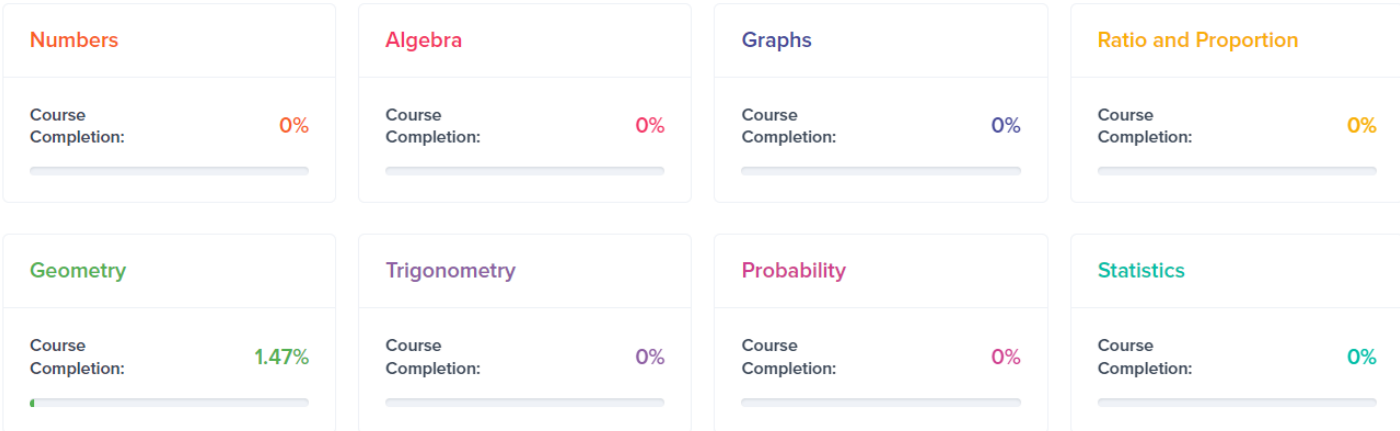 Numbers
Course
Completion:
0%
Algebra
Course
Completion:
0%
Graphs
Course
Completion:
0%
Ratio and Proportion
Course
Completion:
0%
Geometry
Course
Completion:
1.47%
Trigonometry
Course
Completion:
0%
Probability
Course
Completion:
0%
Statistics
Course
Completion:
0%